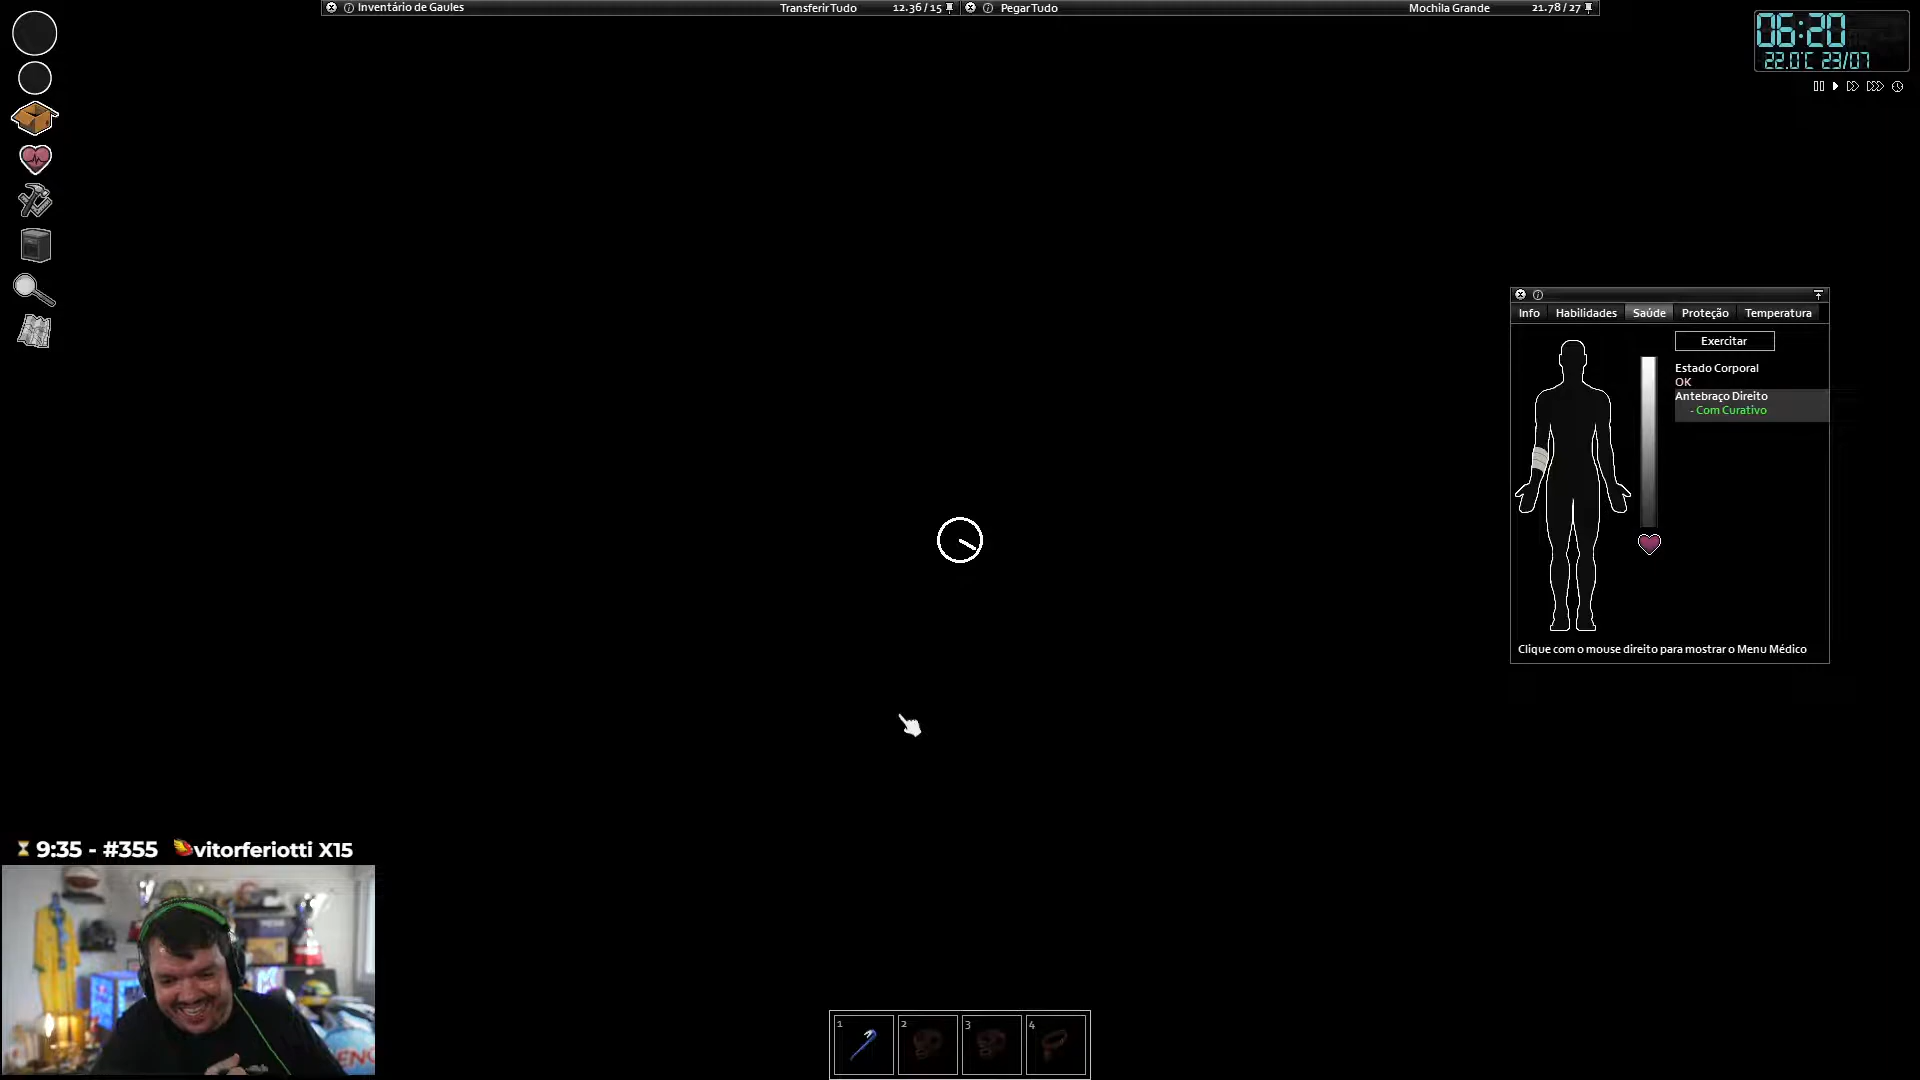 Inventário de Gaules Transferir Tudo 12.36 / 15 Pegar Tudo Mochila Grande 21.78 / 27
06:20
22.0°C 23/07
Info Habilidades Saúde Proteção Temperatura
Exercitar
Estado Corporal
OK
Antebraço Direito
- Com Curativo
Clique com o mouse direito para mostrar o Menu Médico
9:35 - #355 vitorferiotti X15
1 2 3 4